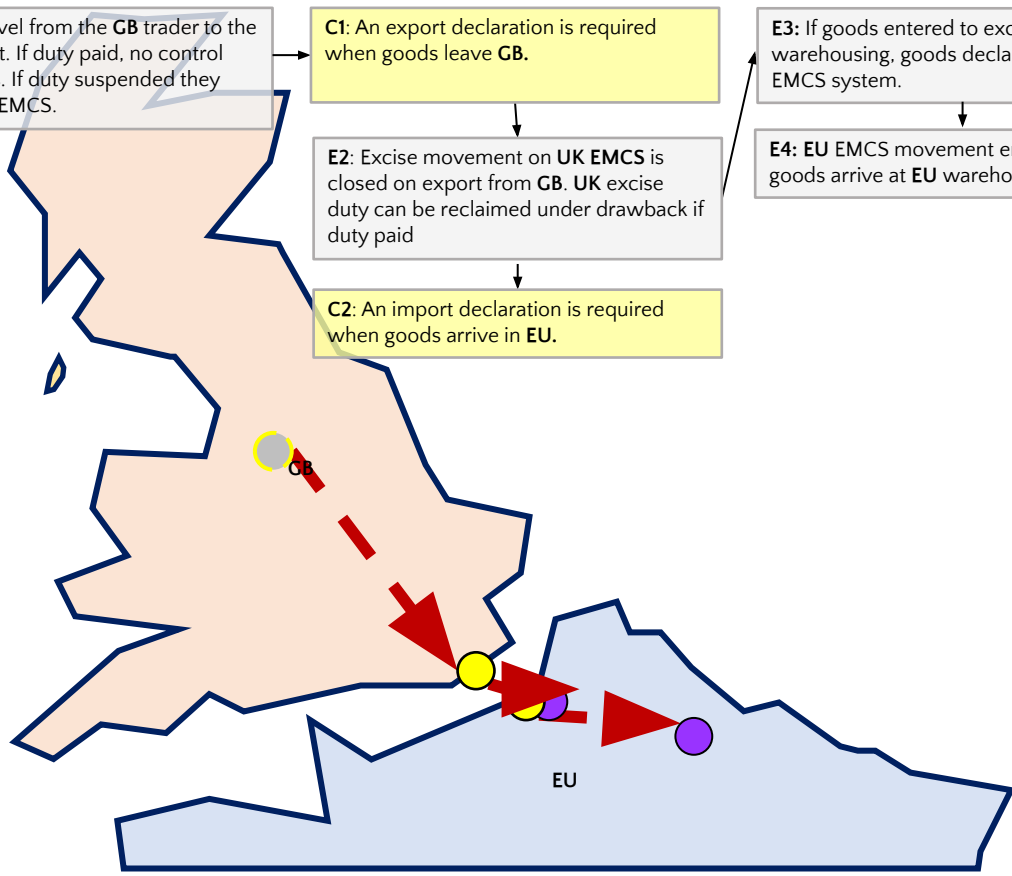 vel from the GB trader to the
t. If duty paid, no control
. If duty suspended they
EMCS.
C1: An export declaration is required
when goods leave GB.
E2: Excise movement on UK EMCS is
closed on export from GB. UK excise
duty can be reclaimed under drawback if
duty paid
C2: An import declaration is required
when goods arrive in EU.
E3: If goods entered to exc
warehousing, goods decla
EMCS system.
E4: EU EMCS movement e
goods arrive at EU wareho
GB
EU